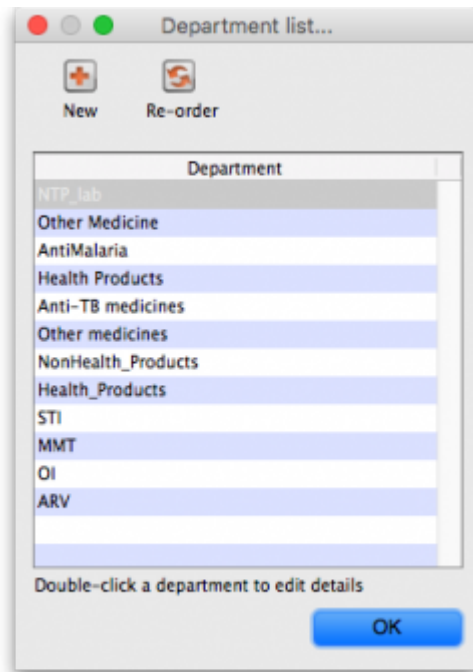 Department list...
New Re-order
Department
NTP_lab
Other Medicine
AntiMalaria
Health Products
Anti-TB medicines
Other medicines
NonHealth_Products
Health_Products
STI
MMT
OI
ARV
Double-click a department to edit details
OK